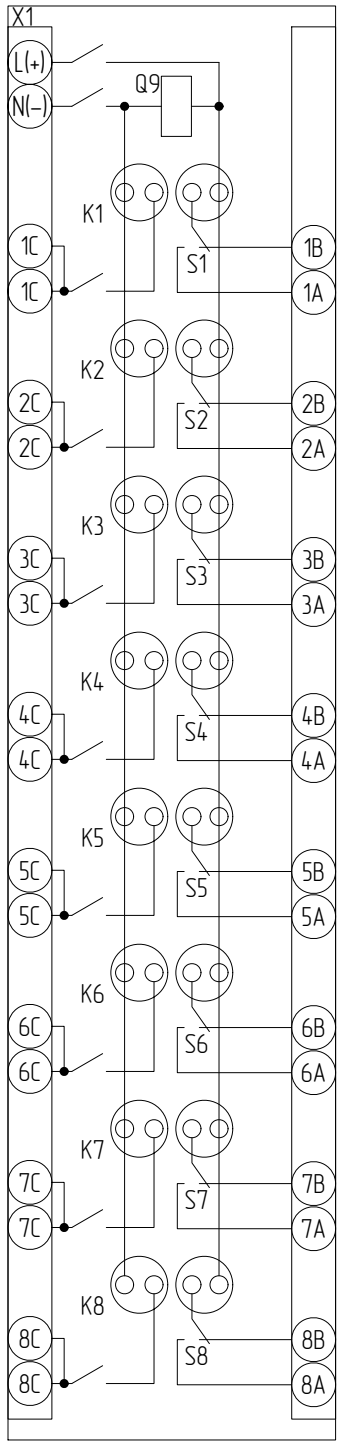 X1
L(+)
Q9
N(-)
K1
1C S1 1B
1C 1A
K2
2C S2 2B
2C 2A
K3
3C S3 3B
3C 3A
K4
4C S4 4B
4C 4A
K5
5C S5 5B
5C 5A
K6
6C S6 6B
6C 6A
K7
7C S7 7B
7C 7A
K8
8C S8 8B
8C 8A